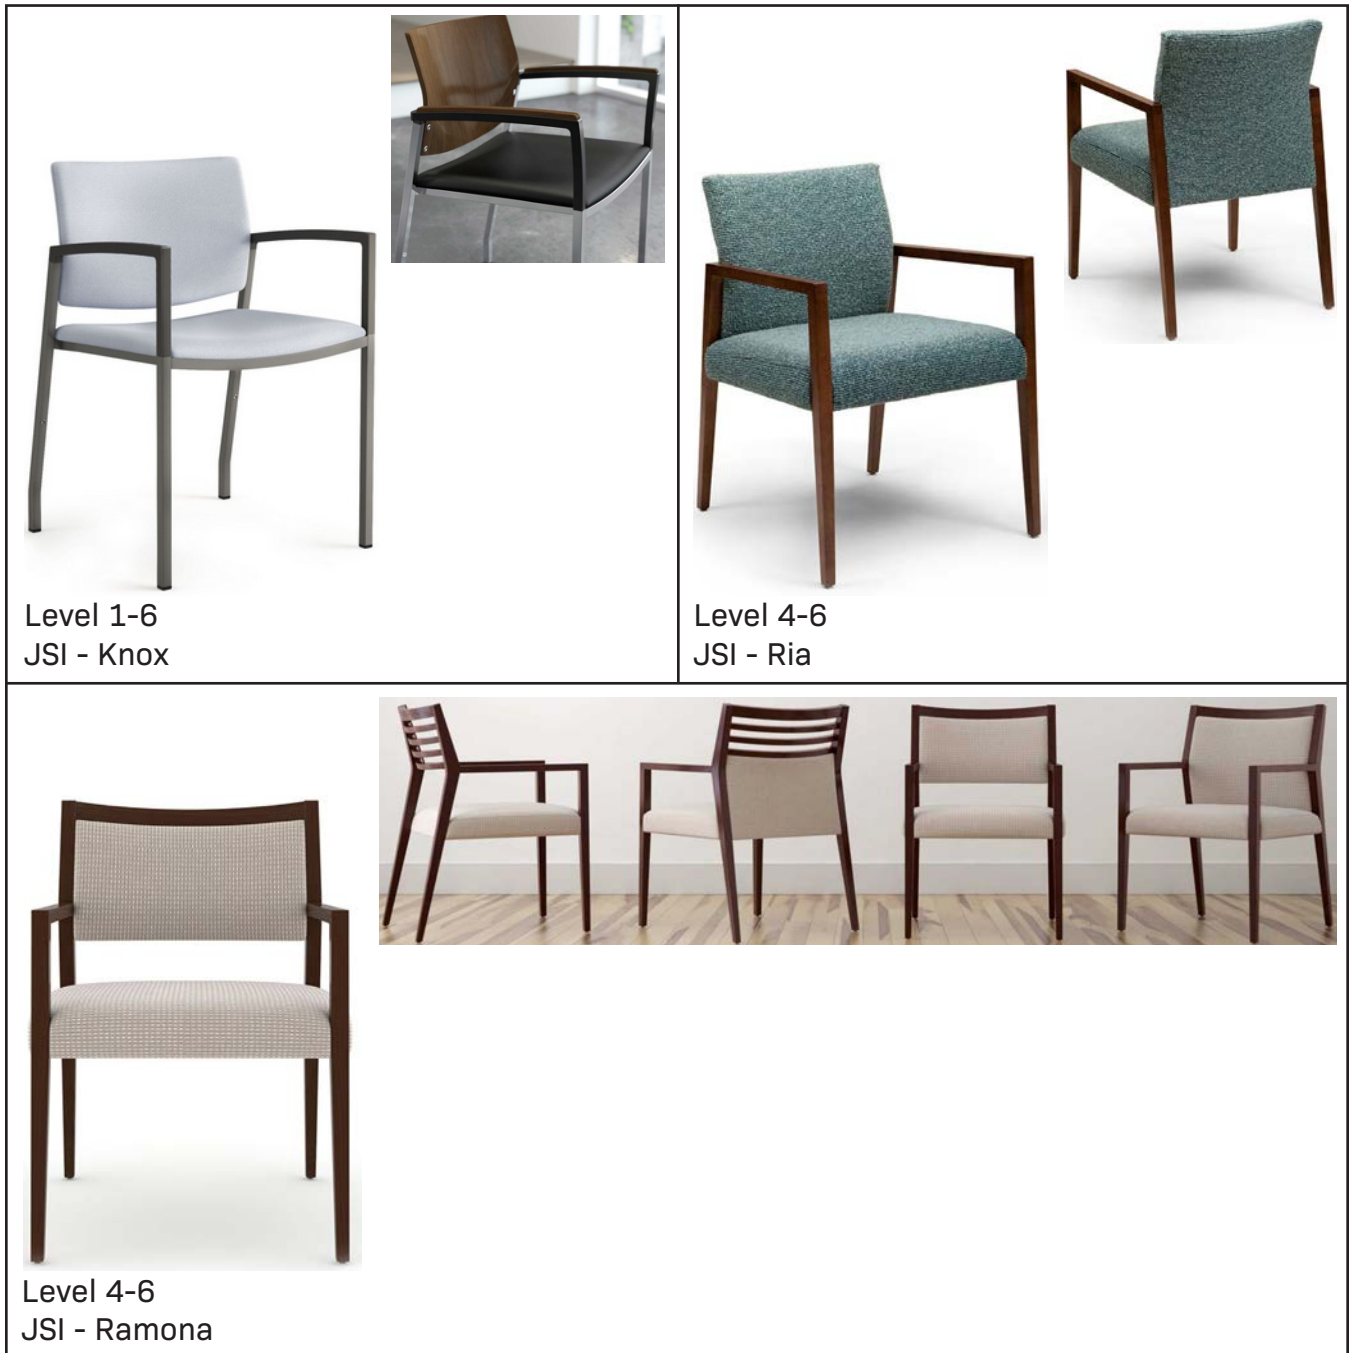 Level 1-6
JSI - Knox
Level 4-6
JSI - Ria
Level 4-6
JSI - Ramona